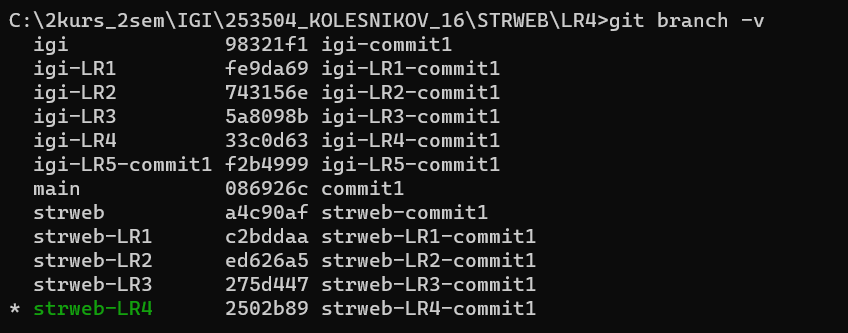 C:\2kurs_2sem\IGI\253504_KOLESNIKOV_16\STRWEB\LR4>git branch -v
  igi             98321f1 igi-commit1
  igi-LR1         fe9da69 igi-LR1-commit1
  igi-LR2         743156e igi-LR2-commit1
  igi-LR3         5a8098b igi-LR3-commit1
  igi-LR4         33c0d63 igi-LR4-commit1
  igi-LR5-commit1 f2b4999 igi-LR5-commit1
  main            086926c commit1
  strweb          a4c90af strweb-commit1
  strweb-LR1      c2bddaa strweb-LR1-commit1
  strweb-LR2      ed626a5 strweb-LR2-commit1
  strweb-LR3      275d447 strweb-LR3-commit1
* strweb-LR4      2502b89 strweb-LR4-commit1